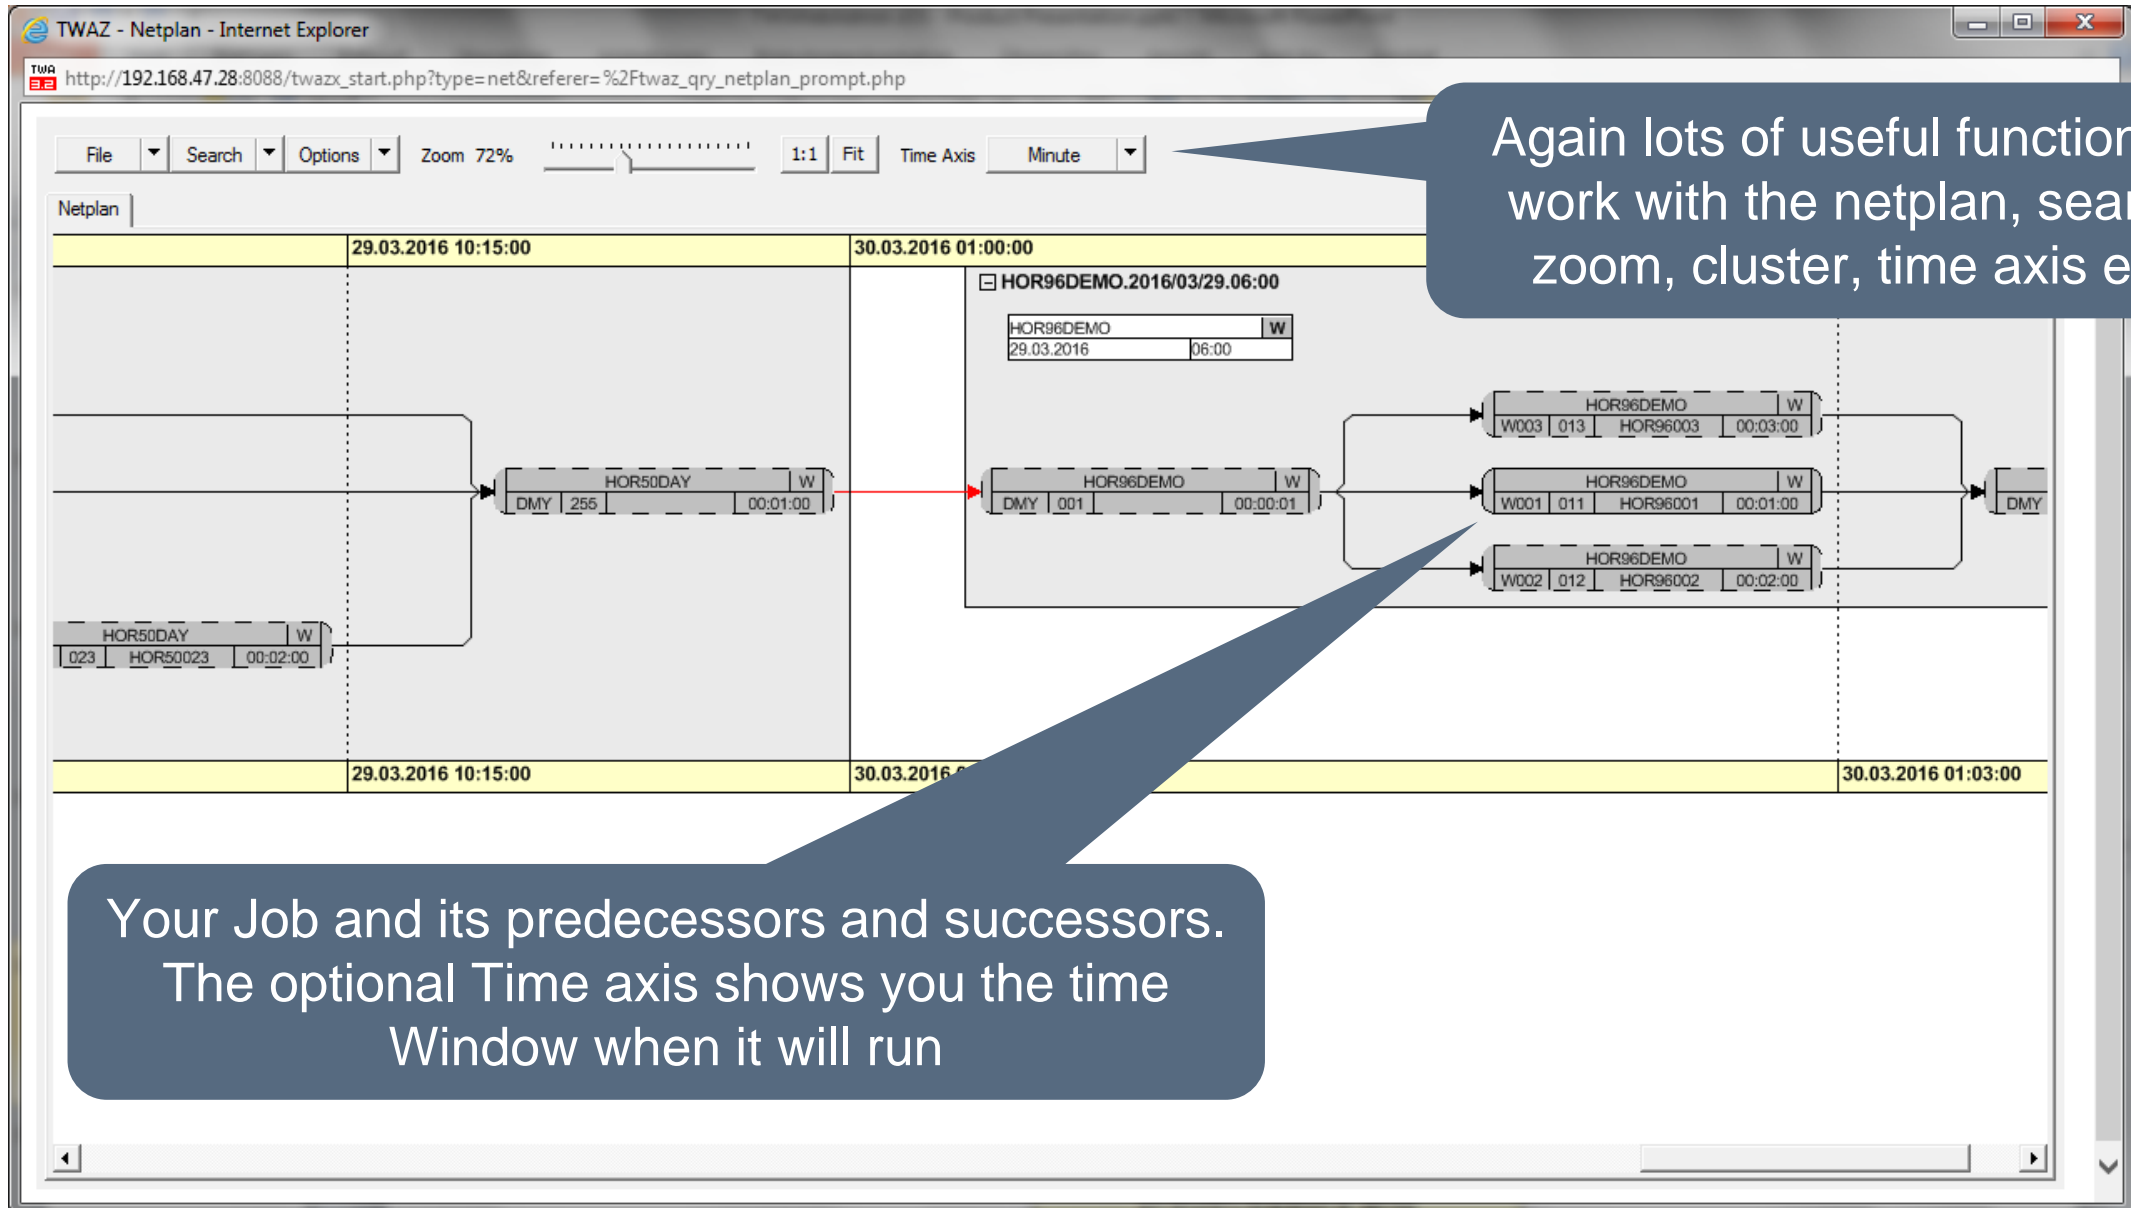 TWAZ - Netplan - Internet Explorer
TWA
3.2
http://192.168.47.28:8088/twazx_start.php?type=net&referer=%2Ftwaz_qry_netplan_prompt.php
File Search Options Zoom 72% 1:1 Fit Time Axis Minute
Again lots of useful function
work with the netplan, sear
zoom, cluster, time axis e
Netplan
29.03.2016 10:15:00 30.03.2016 01:00:00
HOR96DEMO.2016/03/29.06:00
HOR96DEMO W
29.03.2016 06:00
HOR96DEMO W
W003 013 HOR96003 00:03:00
HOR50DAY W
DMY 255 00:01:00
HOR96DEMO W
DMY 001 00:00:01
HOR96DEMO W
W001 011 HOR96001 00:01:00
DMY
HOR96DEMO W
W002 012 HOR96002 00:02:00
HOR50DAY W
023 HOR50023 00:02:00
29.03.2016 10:15:00 30.03.2016 30.03.2016 01:03:00
Your Job and its predecessors and successors.
The optional Time axis shows you the time
Window when it will run